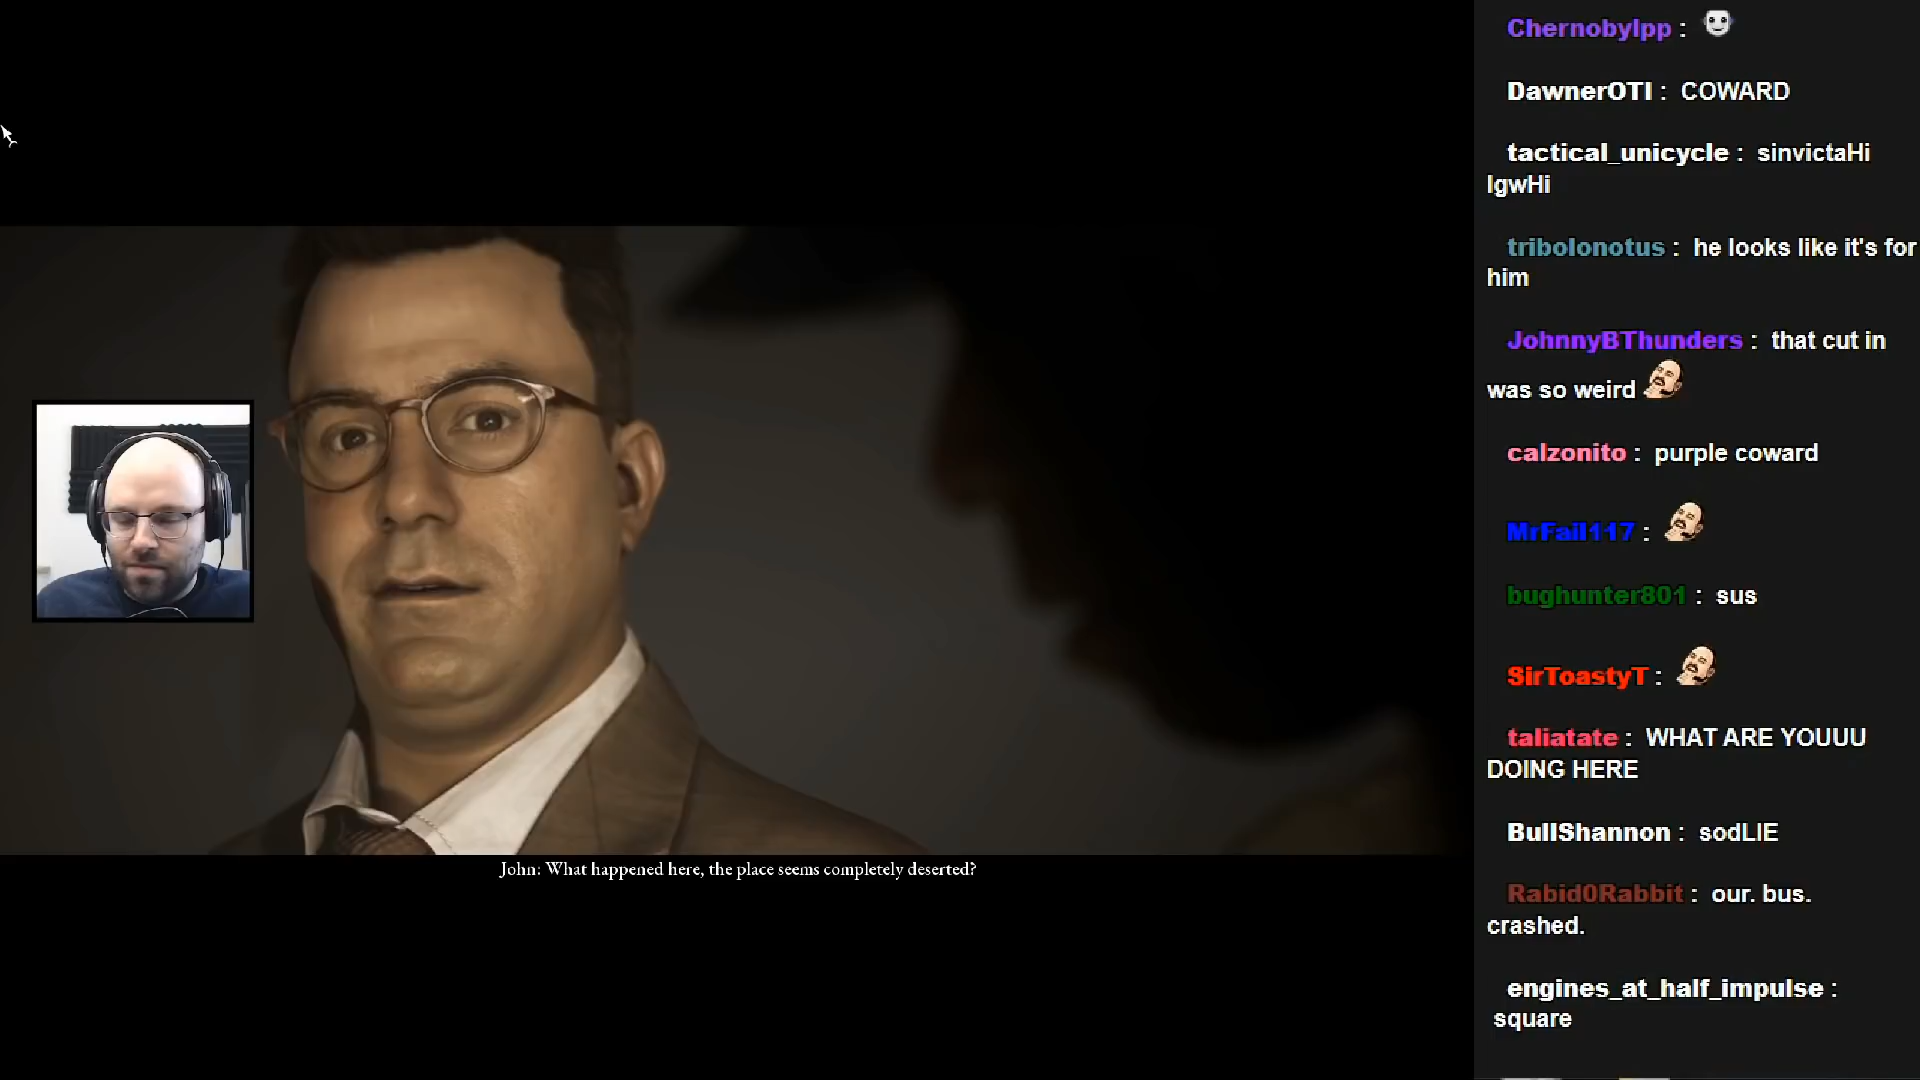 Chernobylpp :
DawnerOTI : COWARD
tactical_unicycle : sinvictaHi
lgwHi
tribolonotus : he looks like it's for
him
JohnnyBThunders : that cut in
was so weird
calzonito : purple coward
MrFail117 :
bughunter801 : sus
SirToastyT :
taliatate : WHAT ARE YOUUU
DOING HERE
BullShannon : sodLIE
Rabid0Rabbit : our. bus.
crashed.
engines_at_half_impulse :
square
John: What happened here, the place seems completely deserted?